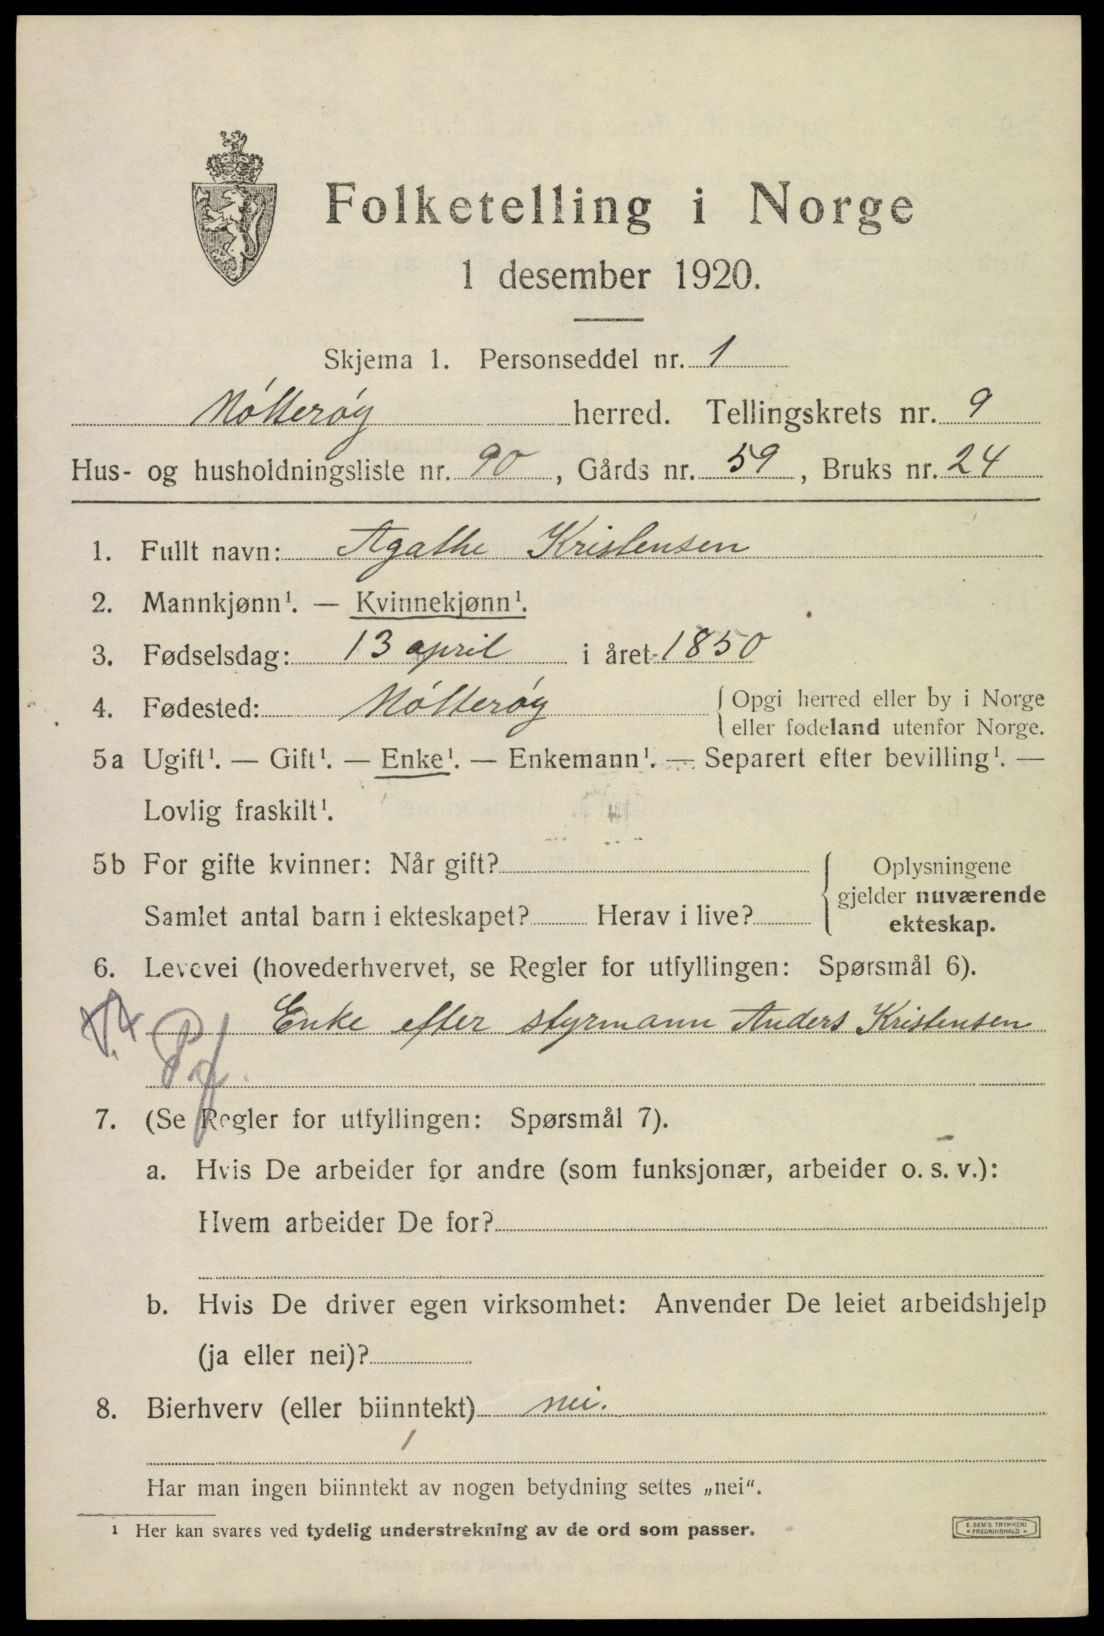 Folketelling i Norge
1 desember 1920.
Skjema 1. Personseddel nr. 1
Nótterøy herred. Tellingskrets nr. 9
Hus- og husholdningsliste nr. 90, Gårds nr. 59, Bruks nr. 24
1. Fullt navn: Agathe Kristensen
2. Mannkjønn¹. — Kvinnekjønn¹.
3. Fødselsdag: 13 april i året 1850
4. Fødested: Nótterøy { Opgi herred eller by i Norge
eller fødeland utenfor Norge.
5a Ugift¹. — Gift¹. — Enke¹. — Enkemann¹. — Separert efter bevilling¹. —
Lovlig fraskilt¹.
5b For gifte kvinner: Når gift?
Samlet antal barn i ekteskapet? Herav i live?
{ Oplysningene
gjelder nuværende
ekteskap.
6. Levevei (hovederhvervet, se Regler for utfyllingen: Spørsmål 6).
Enke efter styrmann Anders Kristensen
7. (Se Regler for utfyllingen: Spørsmål 7).
a. Hvis De arbeider for andre (som funksjonær, arbeider o. s. v.):
Hvem arbeider De for?
b. Hvis De driver egen virksomhet: Anvender De leiet arbeidshjelp
(ja eller nei)?
8. Bierhverv (eller biinntekt) nei.
Har man ingen biinntekt av nogen betydning settes „nei“.
¹ Her kan svares ved tydelig understrekning av de ord som passer.
E. SEM'S TRYKKERI
FREDRIKSHALD